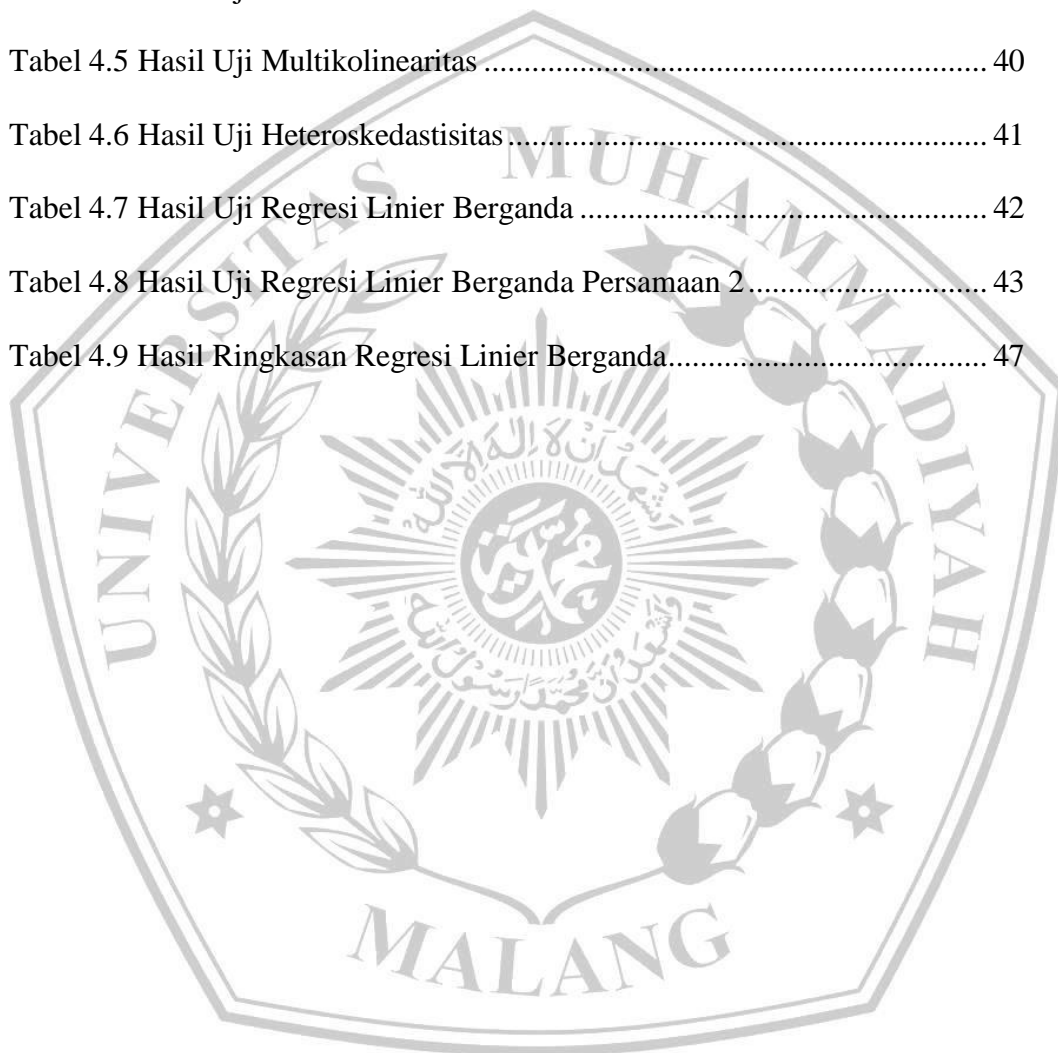 Tabel 4.5 Hasil Uji Multikolinearitas ............................................................... 40
Tabel 4.6 Hasil Uji Heteroskedastisitas ............................................................ 41
Tabel 4.7 Hasil Uji Regresi Linier Berganda ................................................... 42
Tabel 4.8 Hasil Uji Regresi Linier Berganda Persamaan 2 .............................. 43
Tabel 4.9 Hasil Ringkasan Regresi Linier Berganda ........................................ 47
UNIVERSITAS MUHAMMADIYAH
MALANG